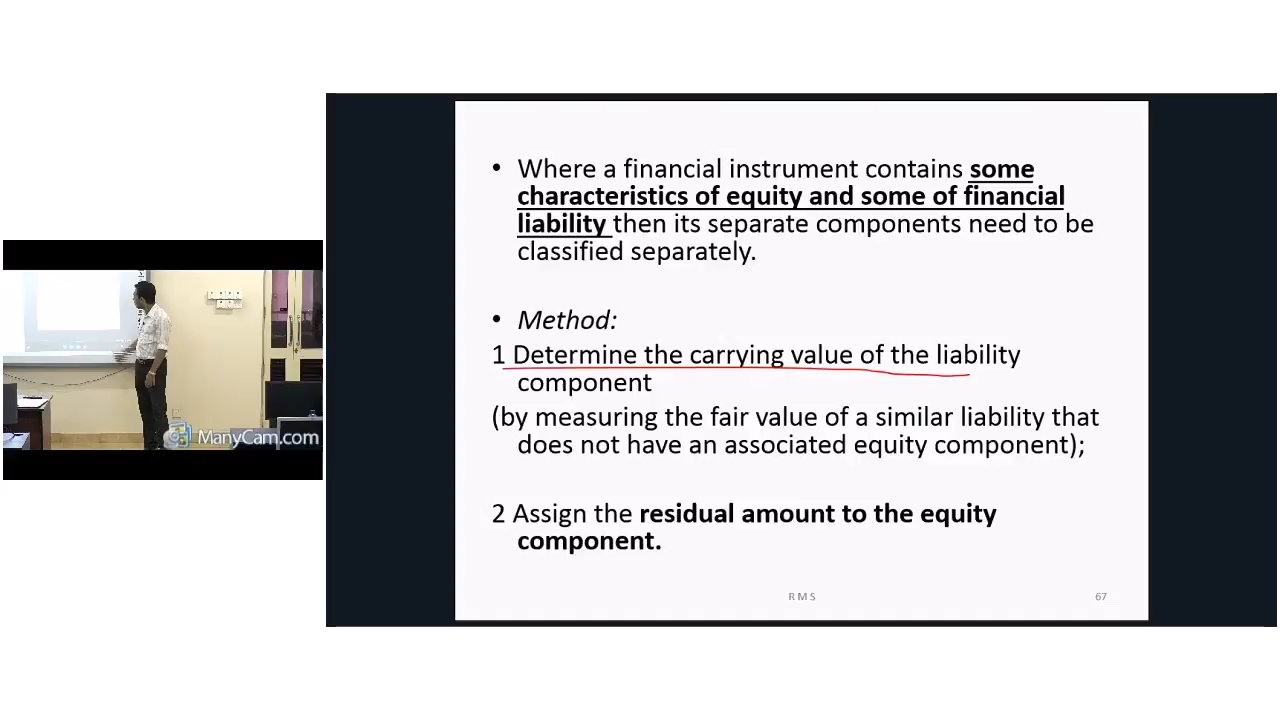 • Where a financial instrument contains some
characteristics of equity and some of financial
liability then its separate components need to be
classified separately.
• Method:
1 Determine the carrying value of the liability
component
(by measuring the fair value of a similar liability that
does not have an associated equity component);
2 Assign the residual amount to the equity
component.
R M S
67
ManyCam.com